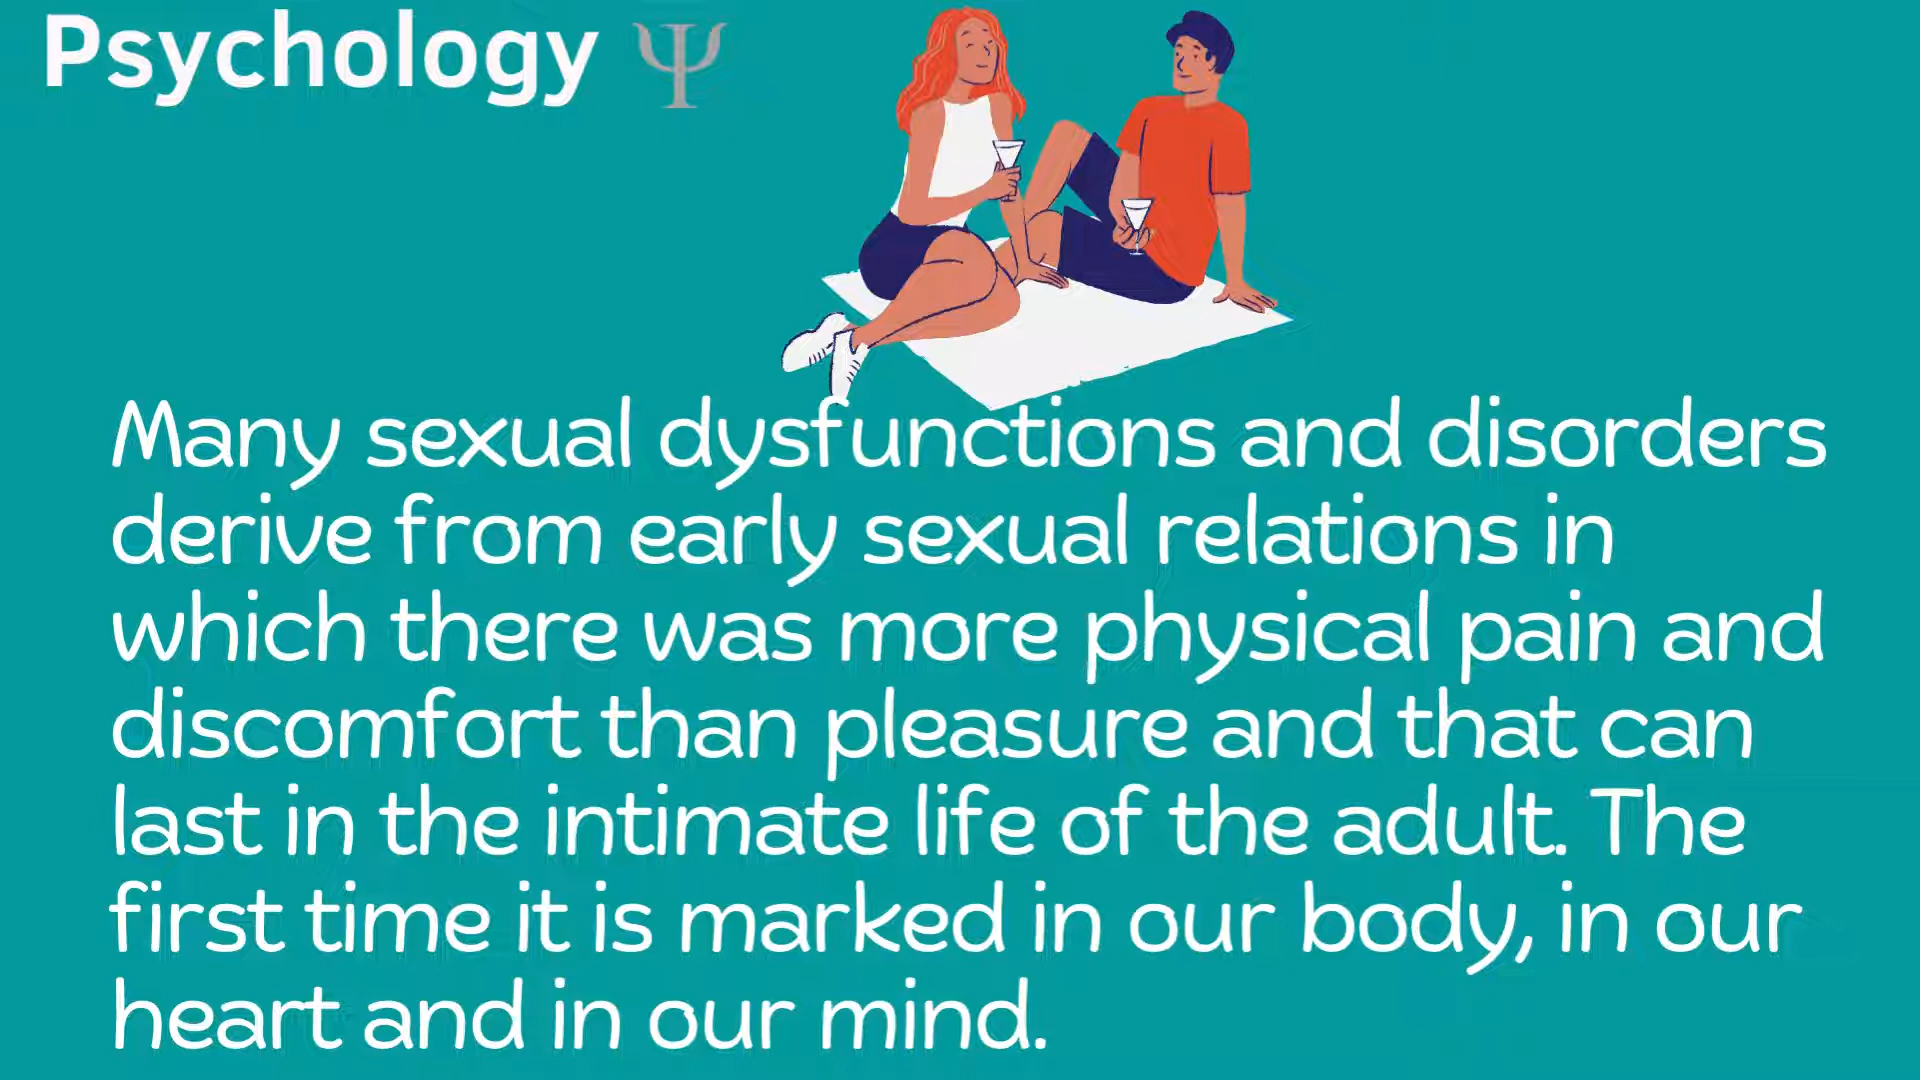 Psychology Ψ
Many sexual dysfunctions and disorders
derive from early sexual relations in
which there was more physical pain and
discomfort than pleasure and that can
last in the intimate life of the adult. The
first time it is marked in our body, in our
heart and in our mind.